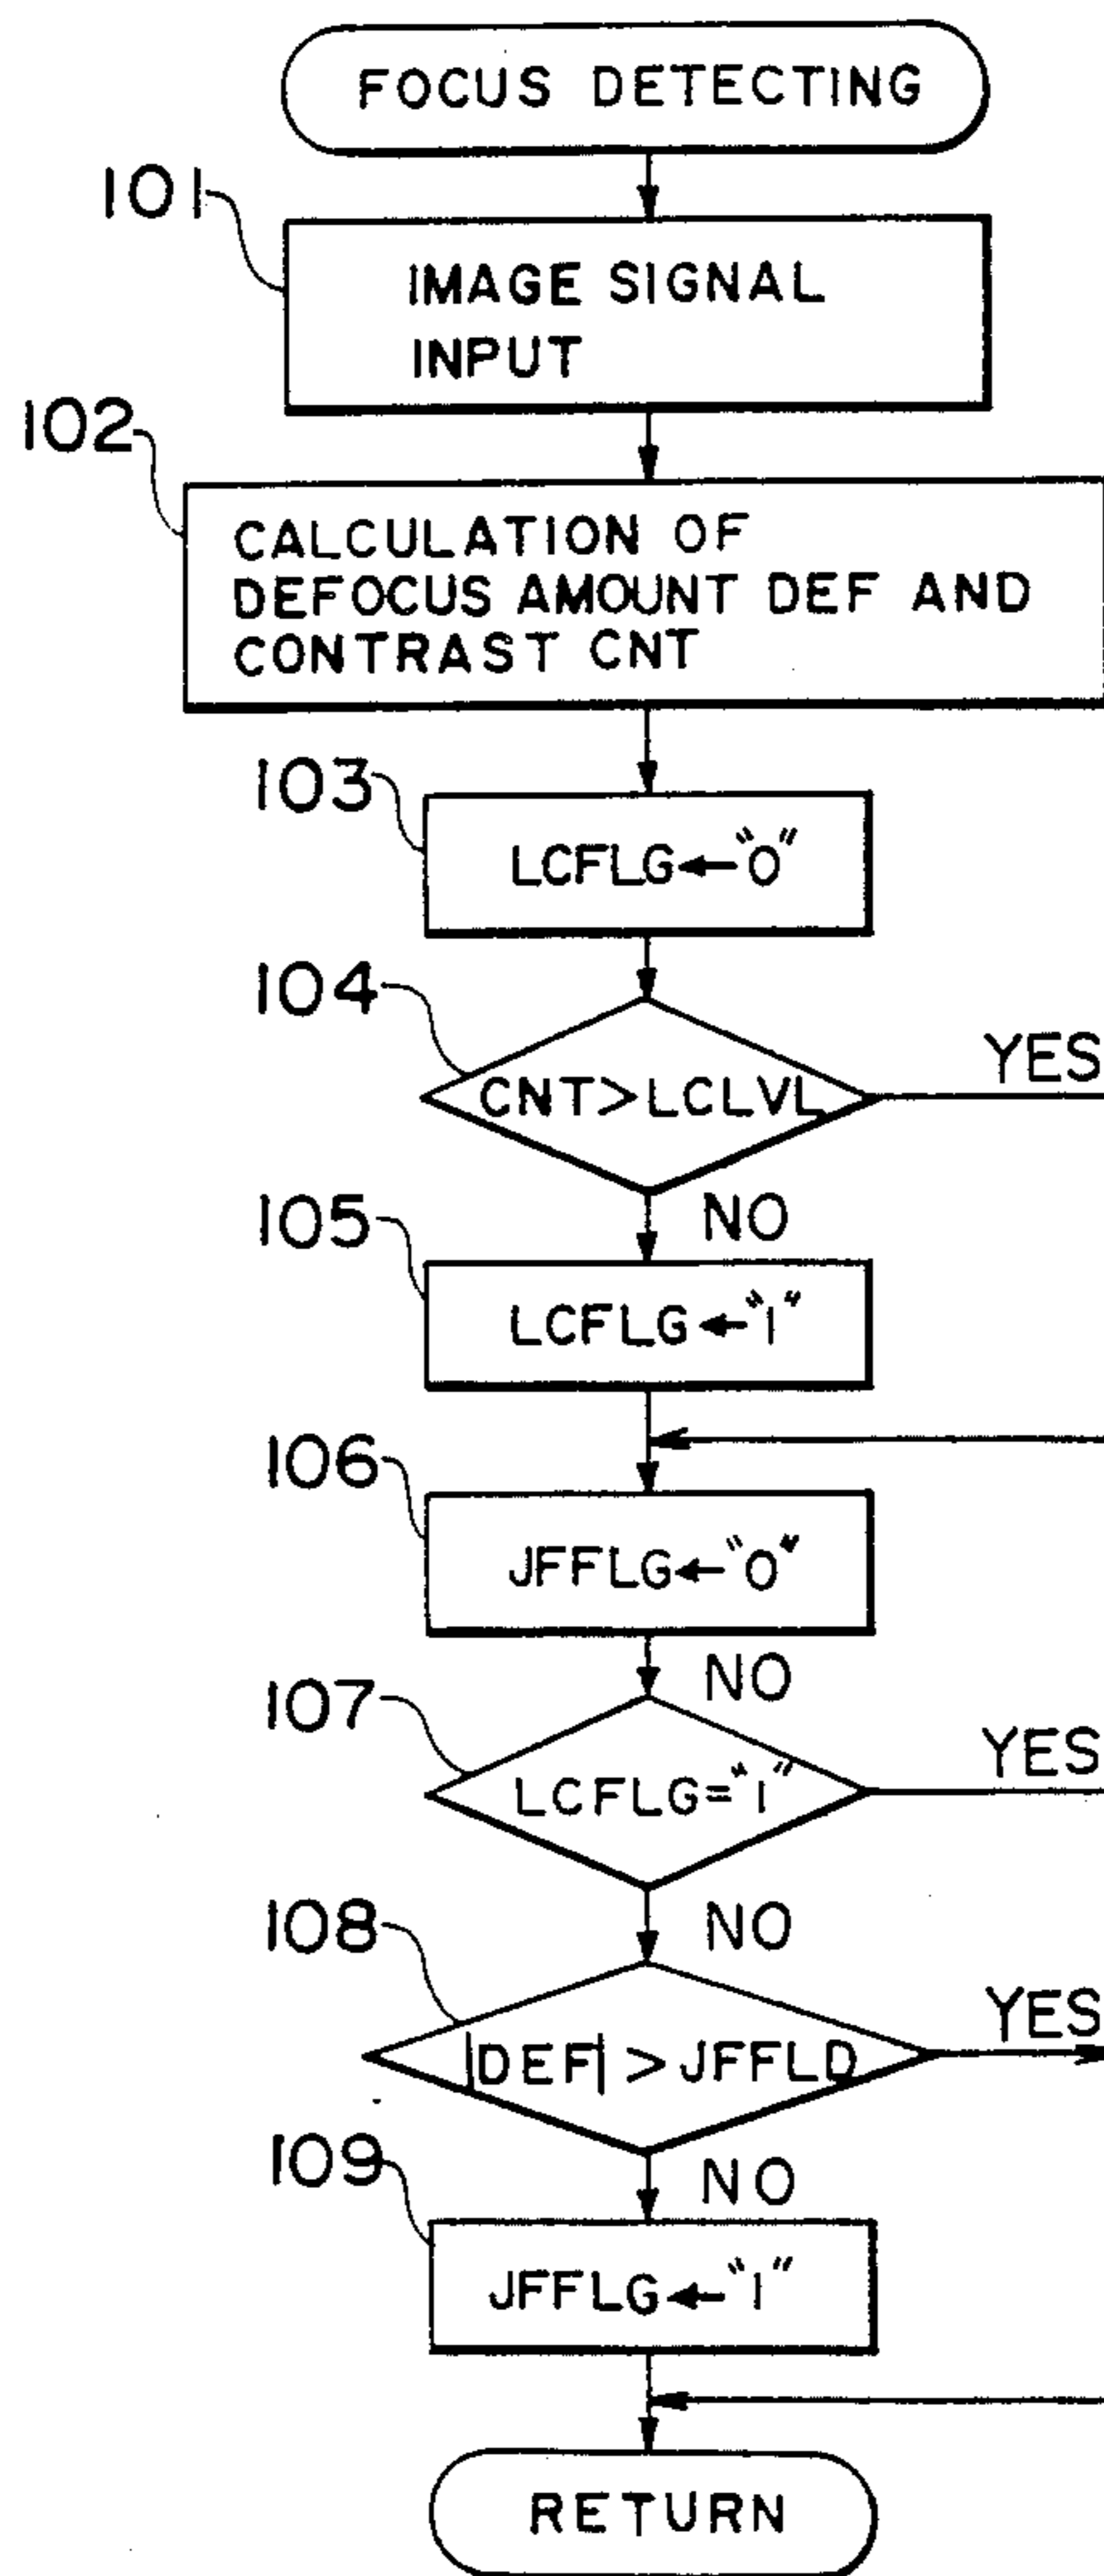 FOCUS DETECTING
101
IMAGE SIGNAL
INPUT
102
CALCULATION OF
DEFOCUS AMOUNT DEF AND
CONTRAST CNT
103
LCFLG←"0"
104
CNT>LCLVL
YES
NO
105
LCFLG←"1"
106
JFFLG←"0"
NO
107
LCFLG="1"
YES
NO
108
|DEF| > JFFLD
YES
NO
109
JFFLG←"1"
RETURN